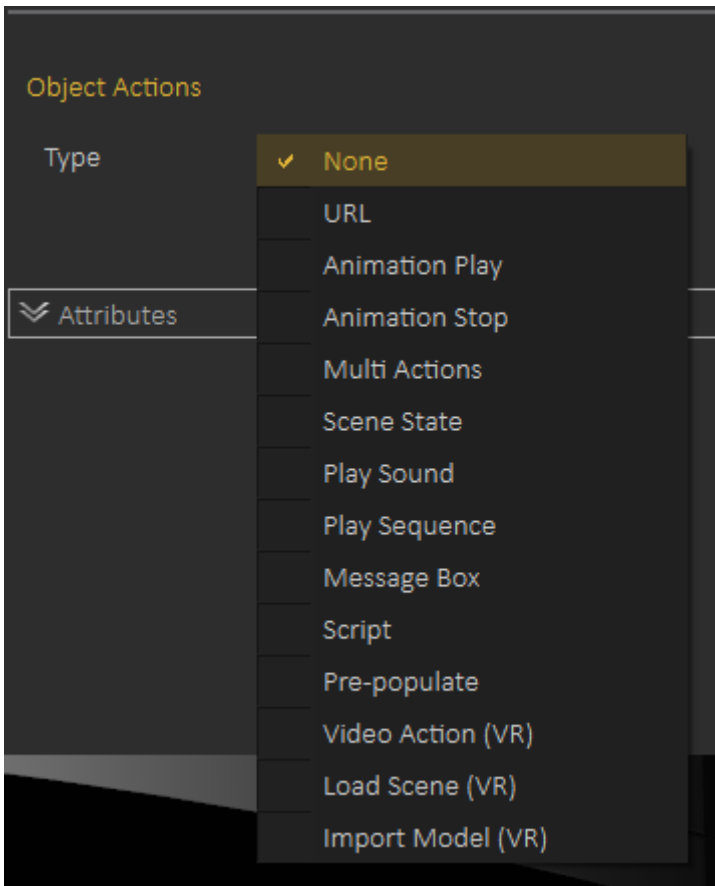 Object Actions
Type
None
URL
Animation Play
Attributes
Animation Stop
Multi Actions
Scene State
Play Sound
Play Sequence
Message Box
Script
Pre-populate
Video Action (VR)
Load Scene (VR)
Import Model (VR)